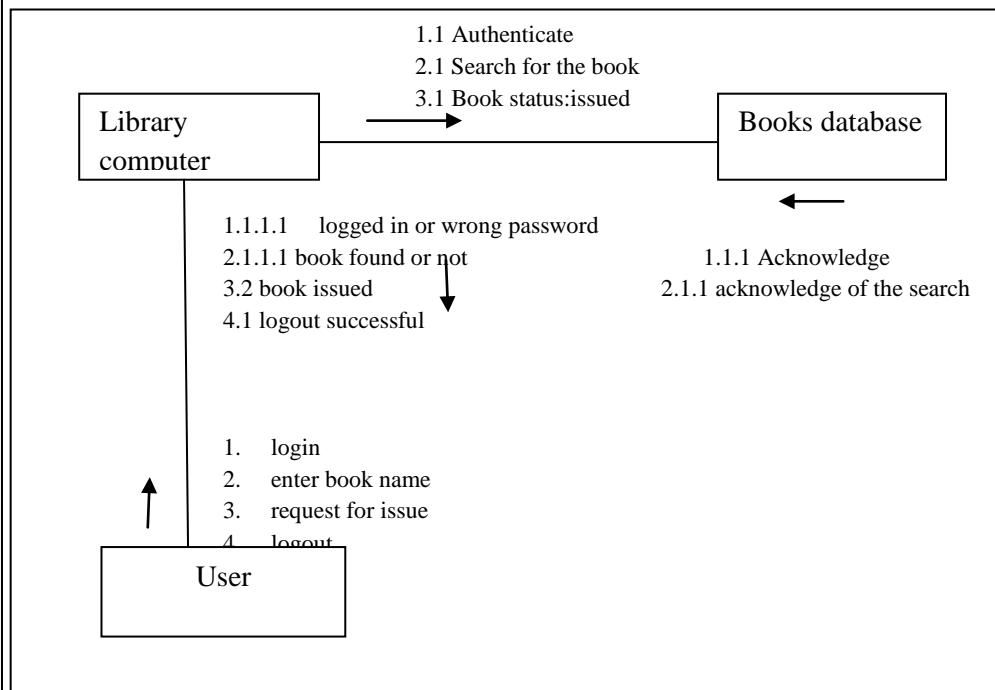 1.1 Authenticate
2.1 Search for the book
3.1 Book status:issued
Library
computer
Books database
1.1.1.1 logged in or wrong password
2.1.1.1 book found or not
3.2 book issued
4.1 logout successful
1.1.1 Acknowledge
2.1.1 acknowledge of the search
1. login
2. enter book name
3. request for issue
4. logout
User